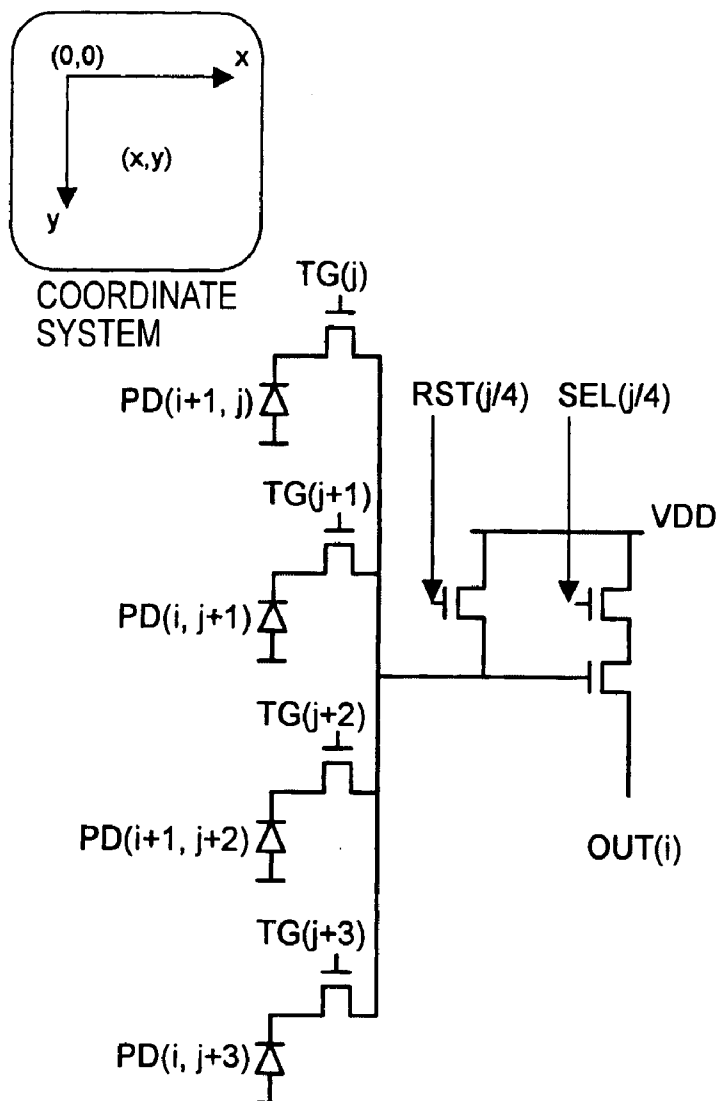 (0,0)
x
(x,y)
y
COORDINATE
SYSTEM
TG(j)
PD(i+1, j)
RST(j/4)
SEL(j/4)
TG(j+1)
VDD
PD(i, j+1)
TG(j+2)
PD(i+1, j+2)
OUT(i)
TG(j+3)
PD(i, j+3)